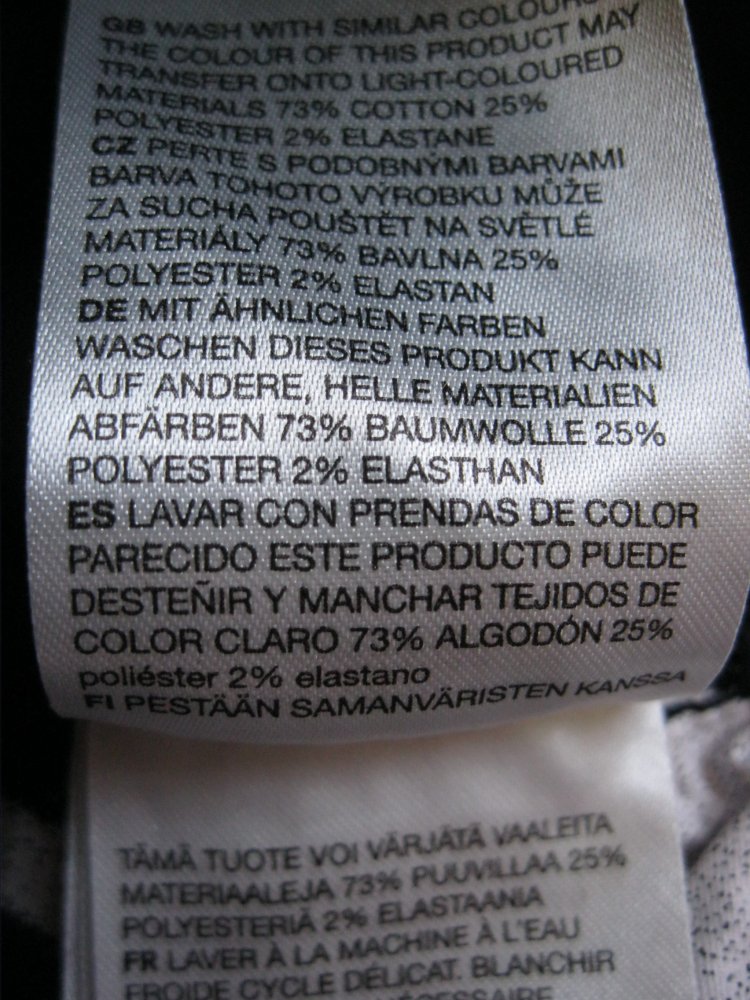 GB WASH WITH SIMILAR COLOURS
THE COLOUR OF THIS PRODUCT MAY
TRANSFER ONTO LIGHT-COLOURED
MATERIALS 73% COTTON 25%
POLYESTER 2% ELASTANE
CZ PERTE S PODOBNÝMI BARVAMI
BARVA TOHOTO VÝROBKU MŮŽE
ZA SUCHA POUŠTĚT NA SVĚTLÉ
MATERIÁLY 73% BAVLNA 25%
POLYESTER 2% ELASTAN
DE MIT ÄHNLICHEN FARBEN
WASCHEN DIESES PRODUKT KANN
AUF ANDERE, HELLE MATERIALIEN
ABFÄRBEN 73% BAUMWOLLE 25%
POLYESTER 2% ELASTHAN
ES LAVAR CON PRENDAS DE COLOR
PARECIDO ESTE PRODUCTO PUEDE
DESTEÑIR Y MANCHAR TEJIDOS DE
COLOR CLARO 73% ALGODÓN 25%
poliéster 2% elastano
FI PESTÄÄN SAMANVÄRISTEN KANSSA
TÄMÄ TUOTE VOI VÄRJÄTÄ VAALEITA
MATERIAALEJA 73% PUUVILLAA 25%
POLYESTERIÄ 2% ELASTAANIA
FR LAVER À LA MACHINE À L'EAU
FROIDE CYCLE DÉLICAT. BLANCHIR
NÉCESSAIRE